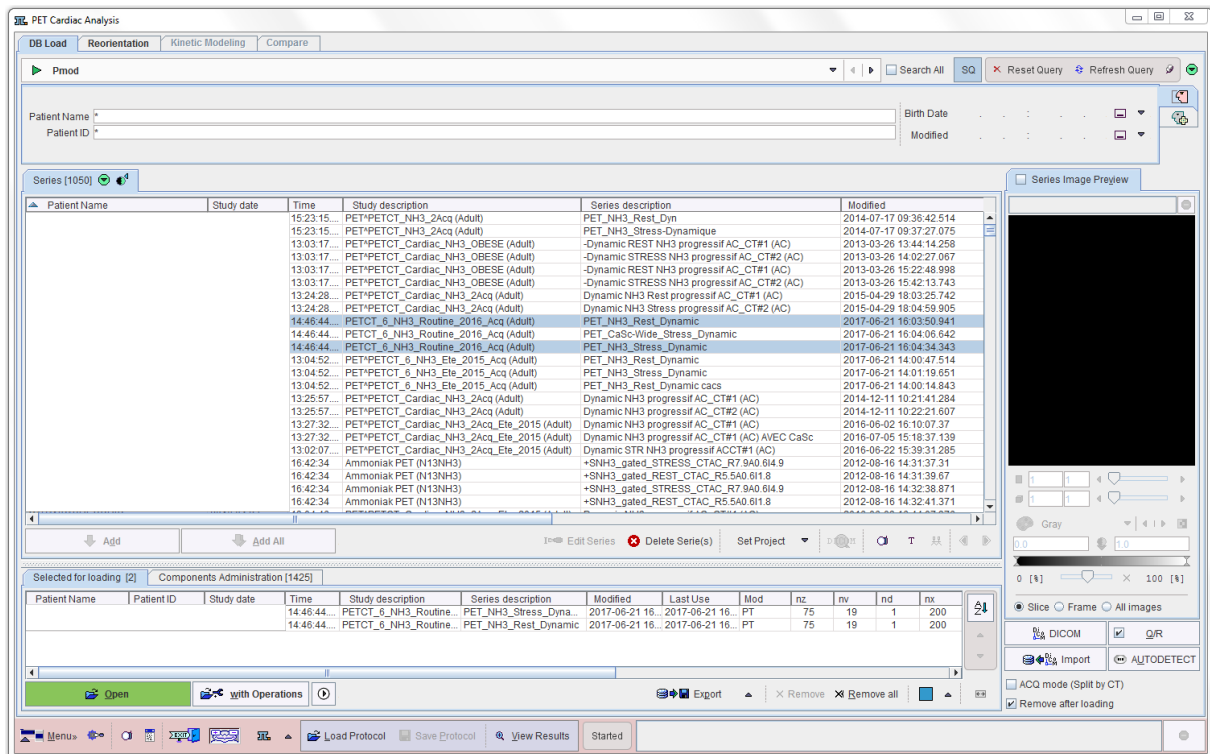 PET Cardiac Analysis
DB Load Reorientation Kinetic Modeling Compare
Pmod Search All SQ Reset Query Refresh Query
Patient Name * Birth Date . . : . .
Patient ID * Modified . . : . .
Series [1050] Series Image Preview
Patient Name Study date Time Study description Series description Modified
15:23:15... PET^PETCT_NH3_2Acq (Adult) PET_NH3_Rest_Dyn 2014-07-17 09:36:42.514
15:23:15... PET^PETCT_NH3_2Acq (Adult) PET_NH3_Stress-Dynamique 2014-07-17 09:37:27.075
13:03:17... PET^PETCT_Cardiac_NH3_OBESE (Adult) -Dynamic REST NH3 progressif AC_CT#1 (AC) 2013-03-26 13:44:14.258
13:03:17... PET^PETCT_Cardiac_NH3_OBESE (Adult) -Dynamic STRESS NH3 progressif AC_CT#2 (AC) 2013-03-26 14:02:27.067
13:03:17... PET^PETCT_Cardiac_NH3_OBESE (Adult) -Dynamic REST NH3 progressif AC_CT#1 (AC) 2013-03-26 15:22:48.998
13:03:17... PET^PETCT_Cardiac_NH3_OBESE (Adult) -Dynamic STRESS NH3 progressif AC_CT#2 (AC) 2013-03-26 15:42:13.743
13:24:28... PET^PETCT_Cardiac_NH3_2Acq (Adult) Dynamic NH3 Rest progressif AC_CT#1 (AC) 2015-04-29 18:03:25.742
13:24:28... PET^PETCT_Cardiac_NH3_2Acq (Adult) Dynamic NH3 Stress progressif AC_CT#2 (AC) 2015-04-29 18:04:59.905
14:46:44... PETCT_6_NH3_Routine_2016_Acq (Adult) PET_NH3_Rest_Dynamic 2017-06-21 16:03:50.941
14:46:44... PETCT_6_NH3_Routine_2016_Acq (Adult) PET_CaSc-Wide_Stress_Dynamic 2017-06-21 16:04:06.642
14:46:44... PETCT_6_NH3_Routine_2016_Acq (Adult) PET_NH3_Stress_Dynamic 2017-06-21 16:04:34.343
13:04:52... PET^PETCT_6_NH3_Ete_2015_Acq (Adult) PET_NH3_Rest_Dynamic 2017-06-21 14:00:47.514
13:04:52... PET^PETCT_6_NH3_Ete_2015_Acq (Adult) PET_NH3_Stress_Dynamic 2017-06-21 14:01:19.651
13:04:52... PET^PETCT_6_NH3_Ete_2015_Acq (Adult) PET_NH3_Rest_Dynamic cacs 2017-06-21 14:00:14.843
13:25:57... PET^PETCT_Cardiac_NH3_2Acq (Adult) Dynamic NH3 progressif AC_CT#1 (AC) 2014-12-11 10:21:41.284
13:25:57... PET^PETCT_Cardiac_NH3_2Acq (Adult) Dynamic NH3 progressif AC_CT#2 (AC) 2014-12-11 10:22:21.607
13:27:32... PET^PETCT_Cardiac_NH3_2Acq_Ete_2015 (Adult) Dynamic NH3 progressif AC_CT#1 (AC) 2016-06-02 16:10:07.37
13:27:32... PET^PETCT_Cardiac_NH3_2Acq_Ete_2015 (Adult) Dynamic NH3 progressif AC_CT#1 (AC) AVEC CaSc 2016-07-05 15:18:37.139
13:02:07... PET^PETCT_Cardiac_NH3_2Acq_Ete_2015 (Adult) Dynamic STR NH3 progressif ACCT#1 (AC) 2016-06-22 15:39:31.285
16:42:34 Ammoniak PET (N13NH3) +SNH3_gated_STRESS_CTAC_R7.9A0.6I4.9 2012-08-16 14:31:37.31
16:42:34 Ammoniak PET (N13NH3) +SNH3_gated_REST_CTAC_R5.5A0.6I1.8 2012-08-16 14:31:39.67
16:42:34 Ammoniak PET (N13NH3) +SNH3_gated_STRESS_CTAC_R7.9A0.6I4.9 2012-08-16 14:32:38.871
16:42:34 Ammoniak PET (N13NH3) +SNH3_gated_REST_CTAC_R5.5A0.6I1.8 2012-08-16 14:32:41.371
1 1
1 1
Gray
0.0 1.0
0 [%] 100 [%]
Slice Frame All images
Add Add All Edit Series Delete Serie(s) Set Project T
Selected for loading [2] Components Administration [1425]
Patient Name Patient ID Study date Time Study description Series description Modified Last Use Mod nz nv nd nx
14:46:44... PETCT_6_NH3_Routine... PET_NH3_Stress_Dyna... 2017-06-21 16... 2017-06-21 16... PT 75 19 1 200
14:46:44... PETCT_6_NH3_Routine... PET_NH3_Rest_Dynamic 2017-06-21 16... 2017-06-21 16... PT 75 19 1 200
DICOM Q/R
Import AUTODETECT
ACQ mode (Split by CT)
Remove after loading
Open with Operations Export Remove Remove all
Menu» EXIT Load Protocol Save Protocol View Results Started